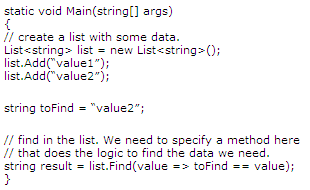 static void Main(string[] args)
{
// create a list with some data.
List<string> list = new List<string>();
list.Add(“value1”);
list.Add(“value2”);
string toFind = “value2”;
// find in the list. We need to specify a method here
// that does the logic to find the data we need.
string result = list.Find(value => toFind == value);
}